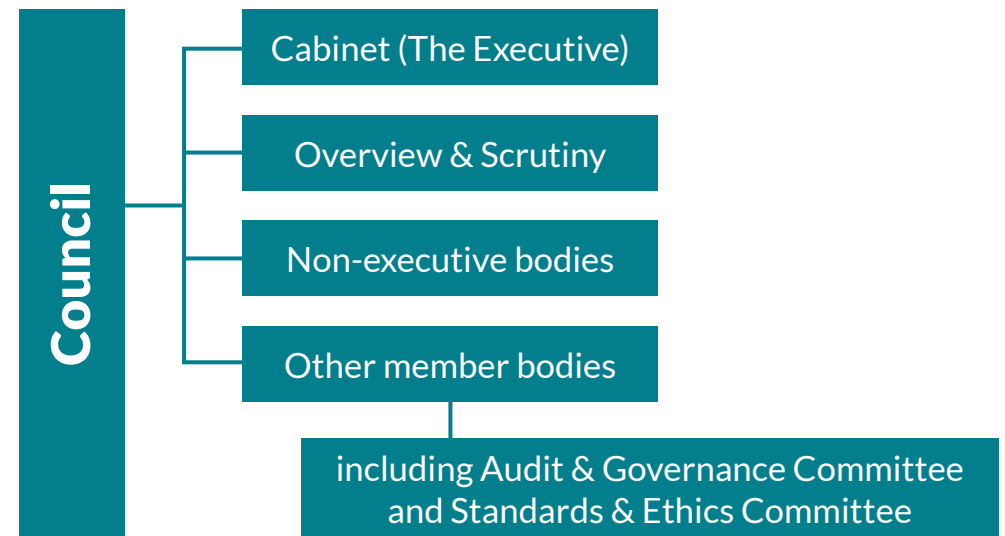 Council
Cabinet (The Executive)
Overview & Scrutiny
Non-executive bodies
Other member bodies
including Audit & Governance Committee
and Standards & Ethics Committee